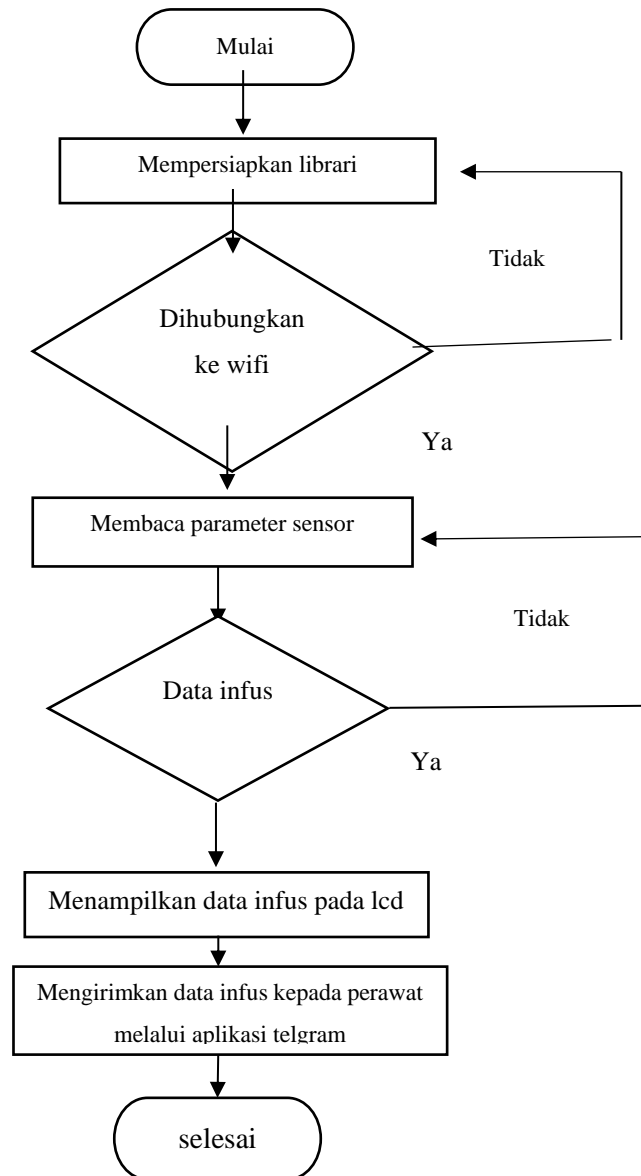 Mulai
Mempersiapkan librari
Tidak
Dihubungkan
ke wifi
Ya
Membaca parameter sensor
Tidak
Data infus
Ya
Menampilkan data infus pada lcd
Mengirimkan data infus kepada perawat
melalui aplikasi telgram
selesai